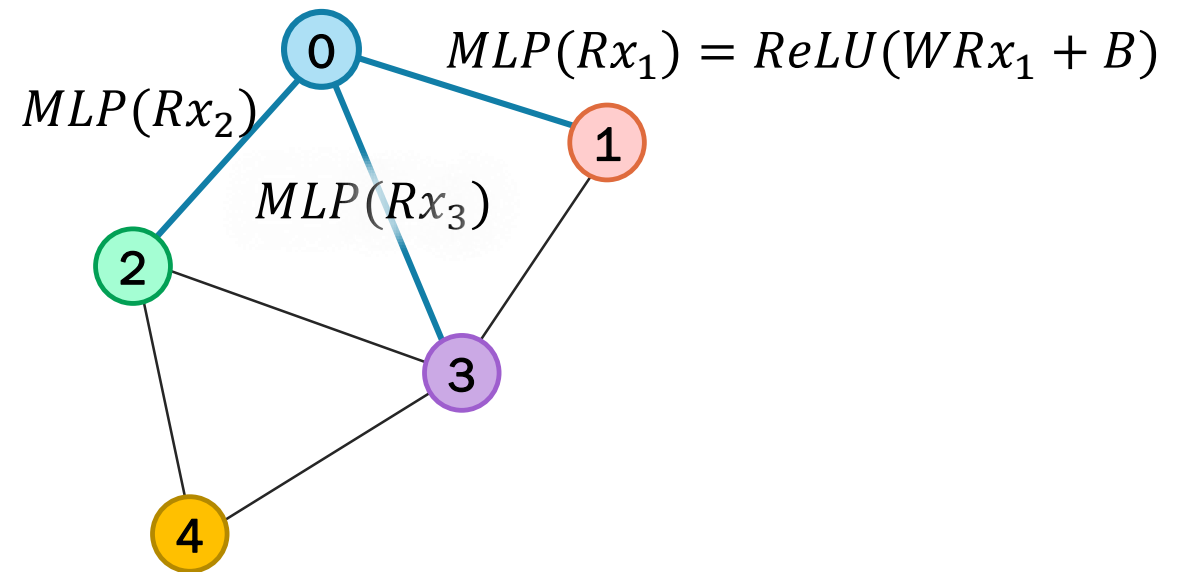 0
MLP(Rx₁) = ReLU(WRx₁ + B)
MLP(Rx₂)
1
MLP(Rx₃)
2
3
4